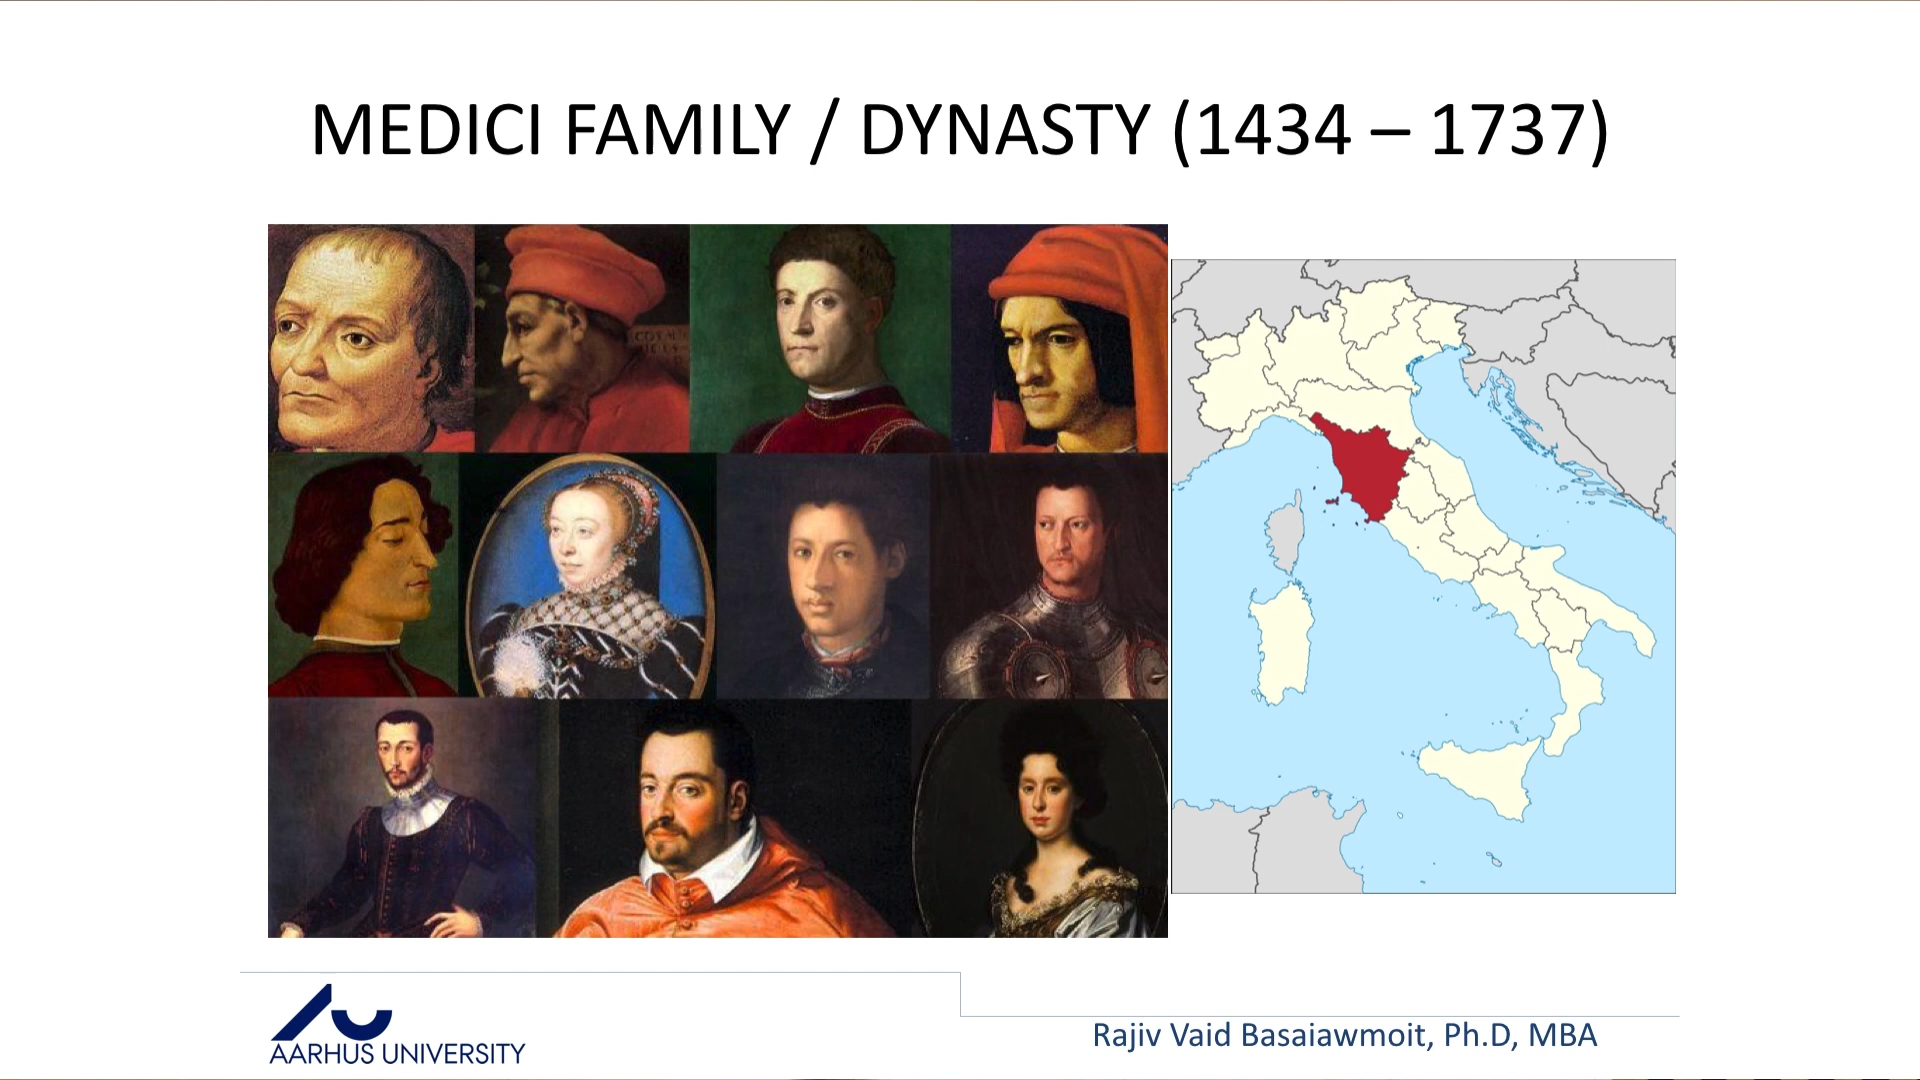 MEDICI FAMILY / DYNASTY (1434 – 1737)
AARHUS UNIVERSITY
Rajiv Vaid Basaiawmoit, Ph.D, MBA